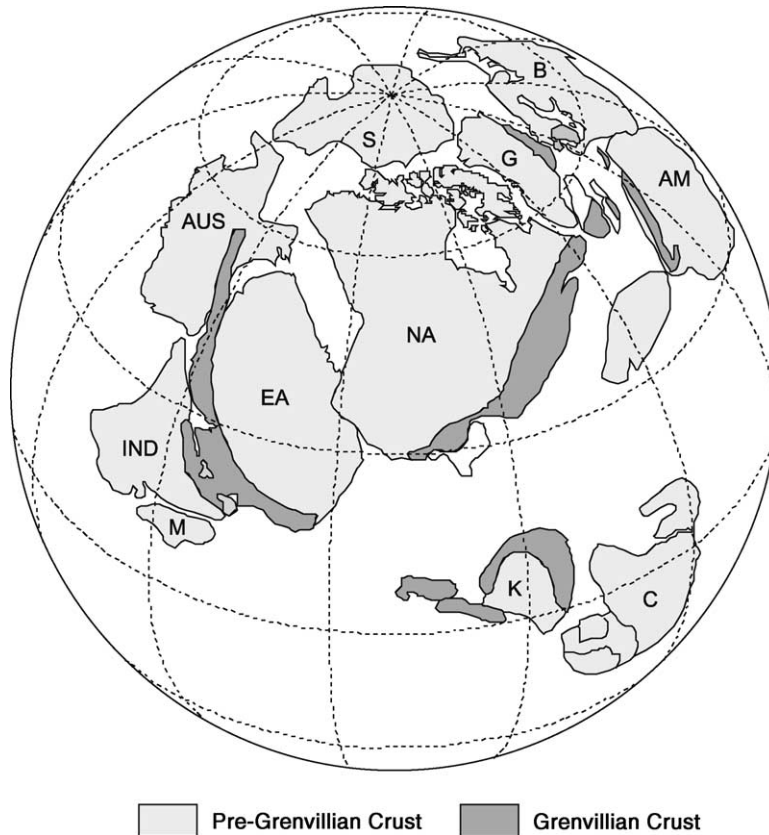 B
S
G
AM
AUS
NA
EA
IND
M
K
C
Pre-Grenvillian Crust
Grenvillian Crust